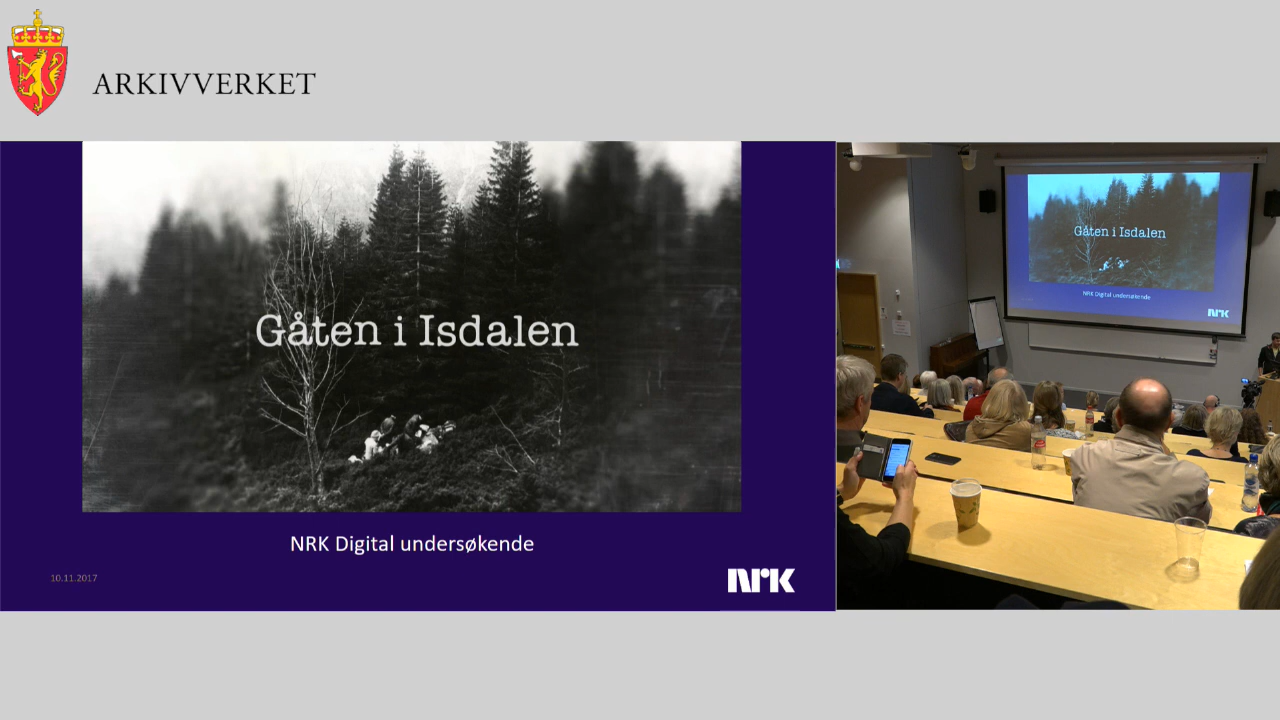 ARKIVVERKET
Gåten i Isdalen
NRK Digital undersøkende
10.11.2017
NRK
Gåten i Isdalen
NRK Digital undersøkende
NRK